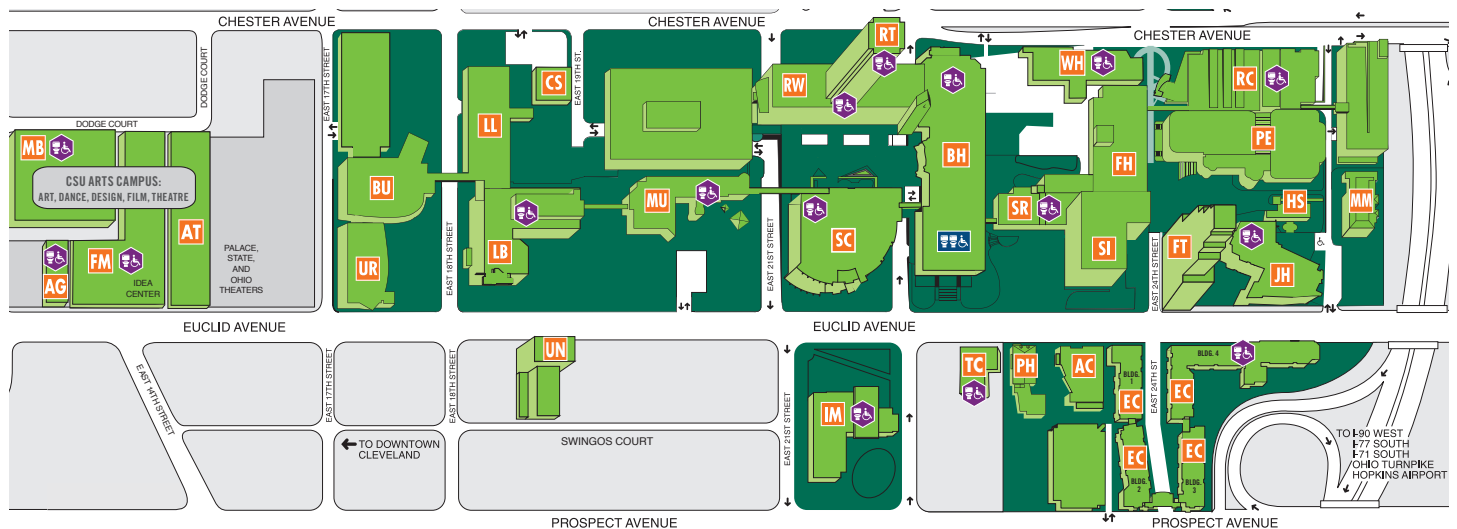 CHESTER AVENUE
CHESTER AVENUE
CHESTER AVENUE
DODGE COURT
EAST 17TH STREET
EAST 19TH ST.
DODGE COURT
RT
WH
RC
RW
CS
LL
MB
BH
PE
FH
CSU ARTS CAMPUS:
ART, DANCE, DESIGN, FILM, THEATRE
BU
MU
SR
HS
MM
AT
SC
FT
LB
SI
UR
FM
AG
JH
IDEA
CENTER
PALACE,
STATE,
AND
OHIO
THEATERS
EAST 18TH STREET
EAST 21ST STREET
EAST 24TH STREET
EUCLID AVENUE
EUCLID AVENUE
UN
TC
PH
AC
BLDG.
1
BLDG. 4
EC
EC
EAST 14TH STREET
EAST 17TH STREET
EAST 18TH STREET
EAST 21ST STREET
EAST 24TH ST
IM
TO DOWNTOWN
CLEVELAND
SWINGOS COURT
EC
EC
BLDG.
2
BLDG.
3
TO I-90 WEST
I-77 SOUTH
I-71 SOUTH
OHIO TURNPIKE
HOPKINS AIRPORT
PROSPECT AVENUE
PROSPECT AVENUE